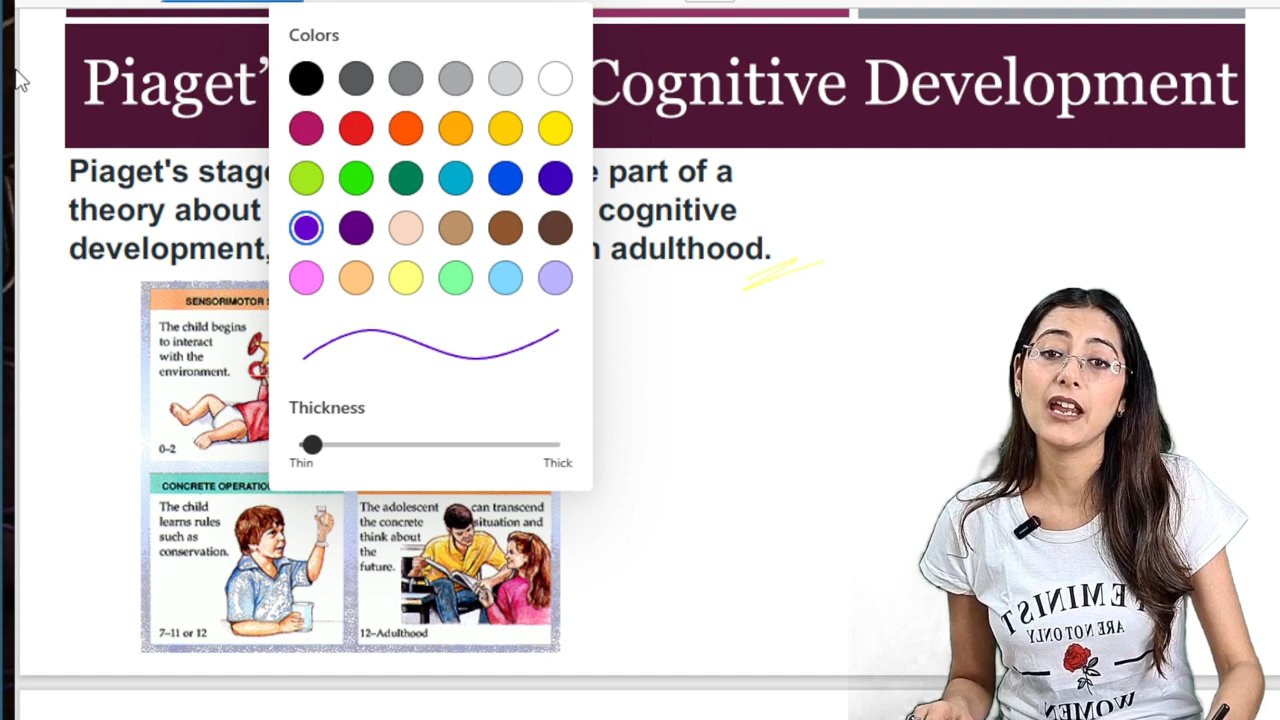 Piaget' Cognitive Development
Colors
Piaget's stag e part of a
theory about cognitive
development, n adulthood.
SENSORIMOTOR S
The child begins
to interact
with the
environment.
0–2
Thickness
Thin Thick
CONCRETE OPERATIO
The child
learns rules
such as
conservation.
7–11 or 12
The adolescent can transcend
the concrete situation and
think about
the
future.
12–Adulthood
FEMINIST
ARE NOT ONLY
WOMEN